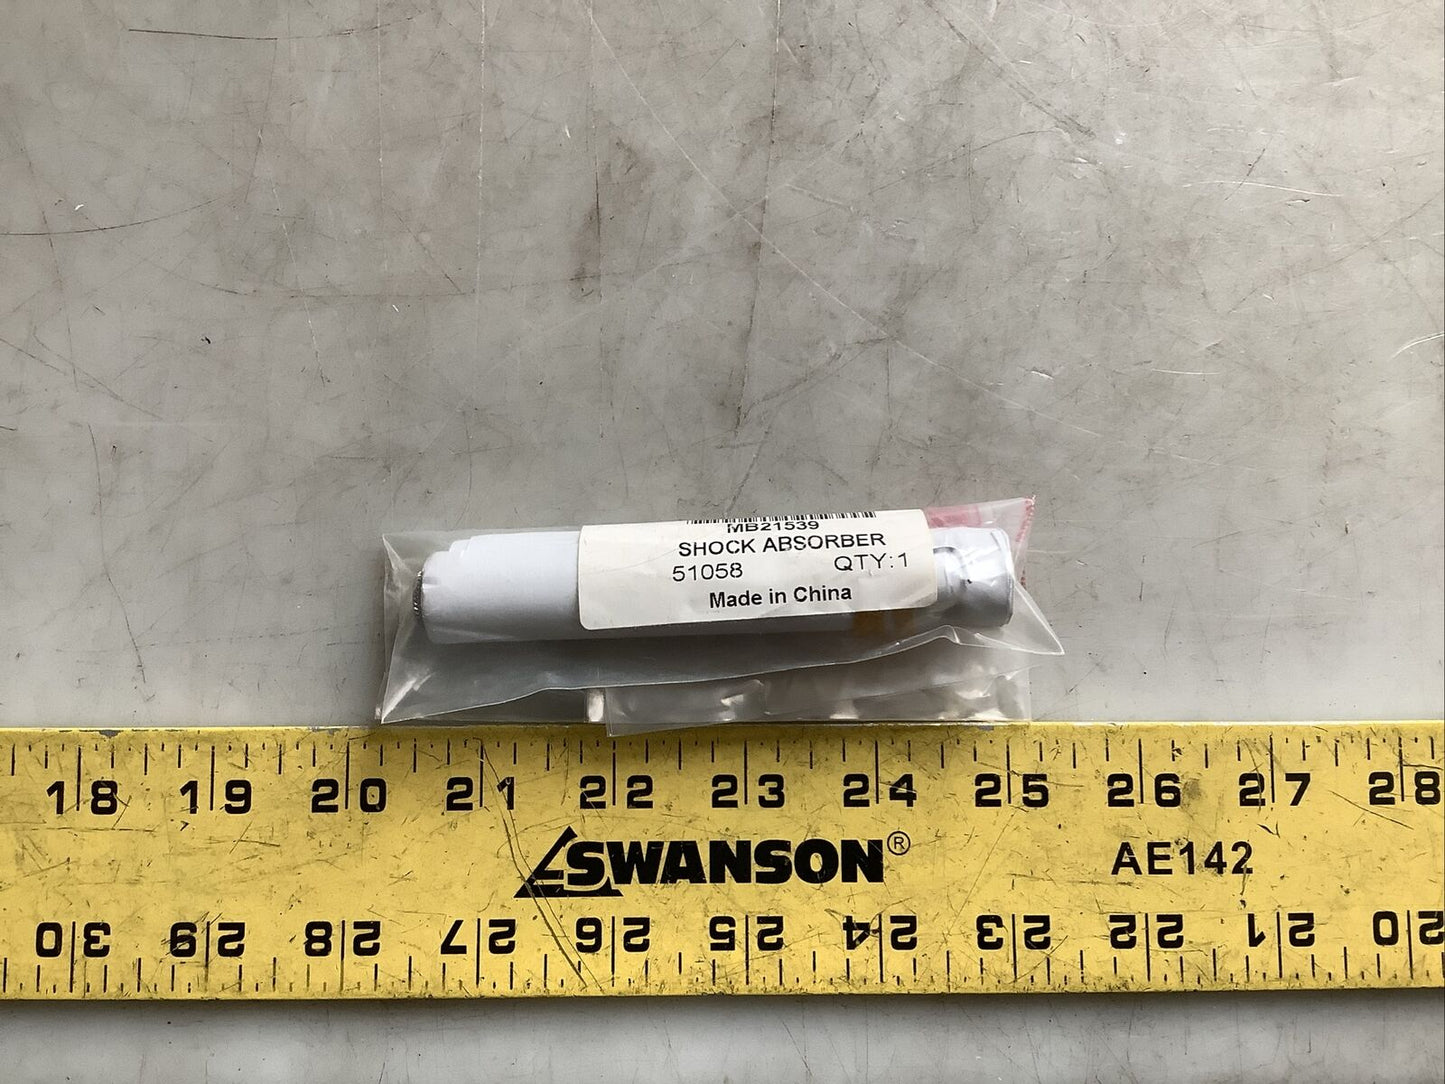 MB21539
SHOCK ABSORBER
51058 QTY:1
Made in China
18 19 20 21 22 23 24 25 26 27 28
SWANSON® AE142
30 29 28 27 26 25 24 23 22 21 20